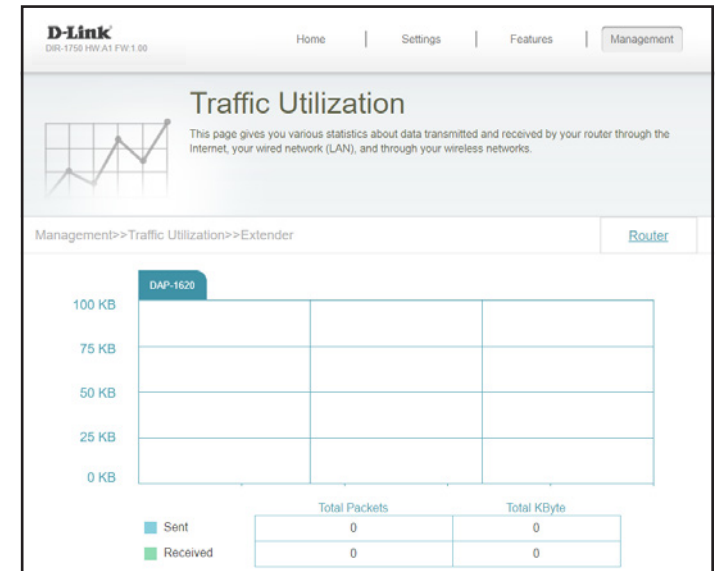 D-Link
DIR-1750 HW:A1 FW:1.00
Home | Settings | Features | Management
Traffic Utilization
This page gives you various statistics about data transmitted and received by your router through the
Internet, your wired network (LAN), and through your wireless networks.
Management>>Traffic Utilization>>Extender
Router
DAP-1620
100 KB
75 KB
50 KB
25 KB
0 KB
Total Packets Total KByte
Sent 0 0
Received 0 0